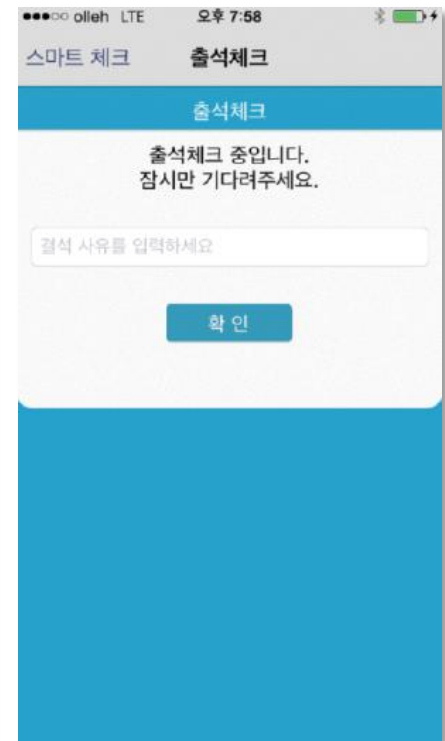 olleh LTE 오후 7:58
스마트 체크 출석체크
출석체크
출석체크 중입니다.
잠시만 기다려주세요.
결석 사유를 입력하세요
확 인